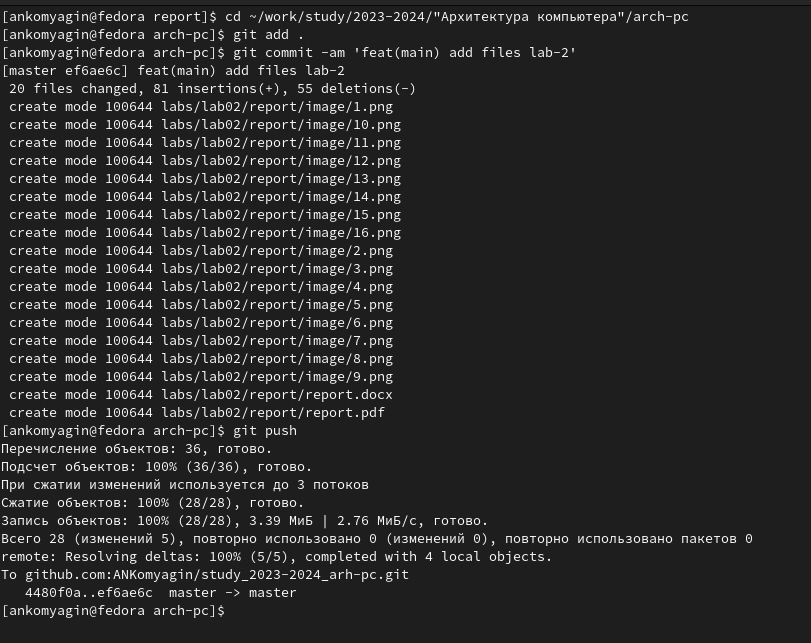 [ankomyagin@fedora report]$ cd ~/work/study/2023-2024/"Архитектура компьютера"/arch-pc
[ankomyagin@fedora arch-pc]$ git add .
[ankomyagin@fedora arch-pc]$ git commit -am 'feat(main) add files lab-2'
[master ef6ae6c] feat(main) add files lab-2
 20 files changed, 81 insertions(+), 55 deletions(-)
 create mode 100644 labs/lab02/report/image/1.png
 create mode 100644 labs/lab02/report/image/10.png
 create mode 100644 labs/lab02/report/image/11.png
 create mode 100644 labs/lab02/report/image/12.png
 create mode 100644 labs/lab02/report/image/13.png
 create mode 100644 labs/lab02/report/image/14.png
 create mode 100644 labs/lab02/report/image/15.png
 create mode 100644 labs/lab02/report/image/16.png
 create mode 100644 labs/lab02/report/image/2.png
 create mode 100644 labs/lab02/report/image/3.png
 create mode 100644 labs/lab02/report/image/4.png
 create mode 100644 labs/lab02/report/image/5.png
 create mode 100644 labs/lab02/report/image/6.png
 create mode 100644 labs/lab02/report/image/7.png
 create mode 100644 labs/lab02/report/image/8.png
 create mode 100644 labs/lab02/report/image/9.png
 create mode 100644 labs/lab02/report/report.docx
 create mode 100644 labs/lab02/report/report.pdf
[ankomyagin@fedora arch-pc]$ git push
Перечисление объектов: 36, готово.
Подсчет объектов: 100% (36/36), готово.
При сжатии изменений используется до 3 потоков
Сжатие объектов: 100% (28/28), готово.
Запись объектов: 100% (28/28), 3.39 МиБ | 2.76 МиБ/с, готово.
Всего 28 (изменений 5), повторно использовано 0 (изменений 0), повторно использовано пакетов 0
remote: Resolving deltas: 100% (5/5), completed with 4 local objects.
To github.com:ANKomyagin/study_2023-2024_arh-pc.git
   4480f0a..ef6ae6c  master -> master
[ankomyagin@fedora arch-pc]$